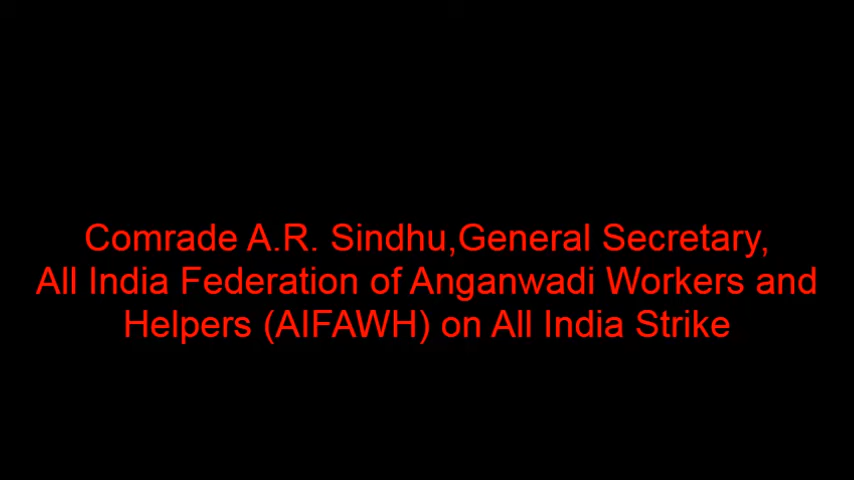 Comrade A.R. Sindhu,General Secretary,
All India Federation of Anganwadi Workers and
Helpers (AIFAWH) on All India Strike